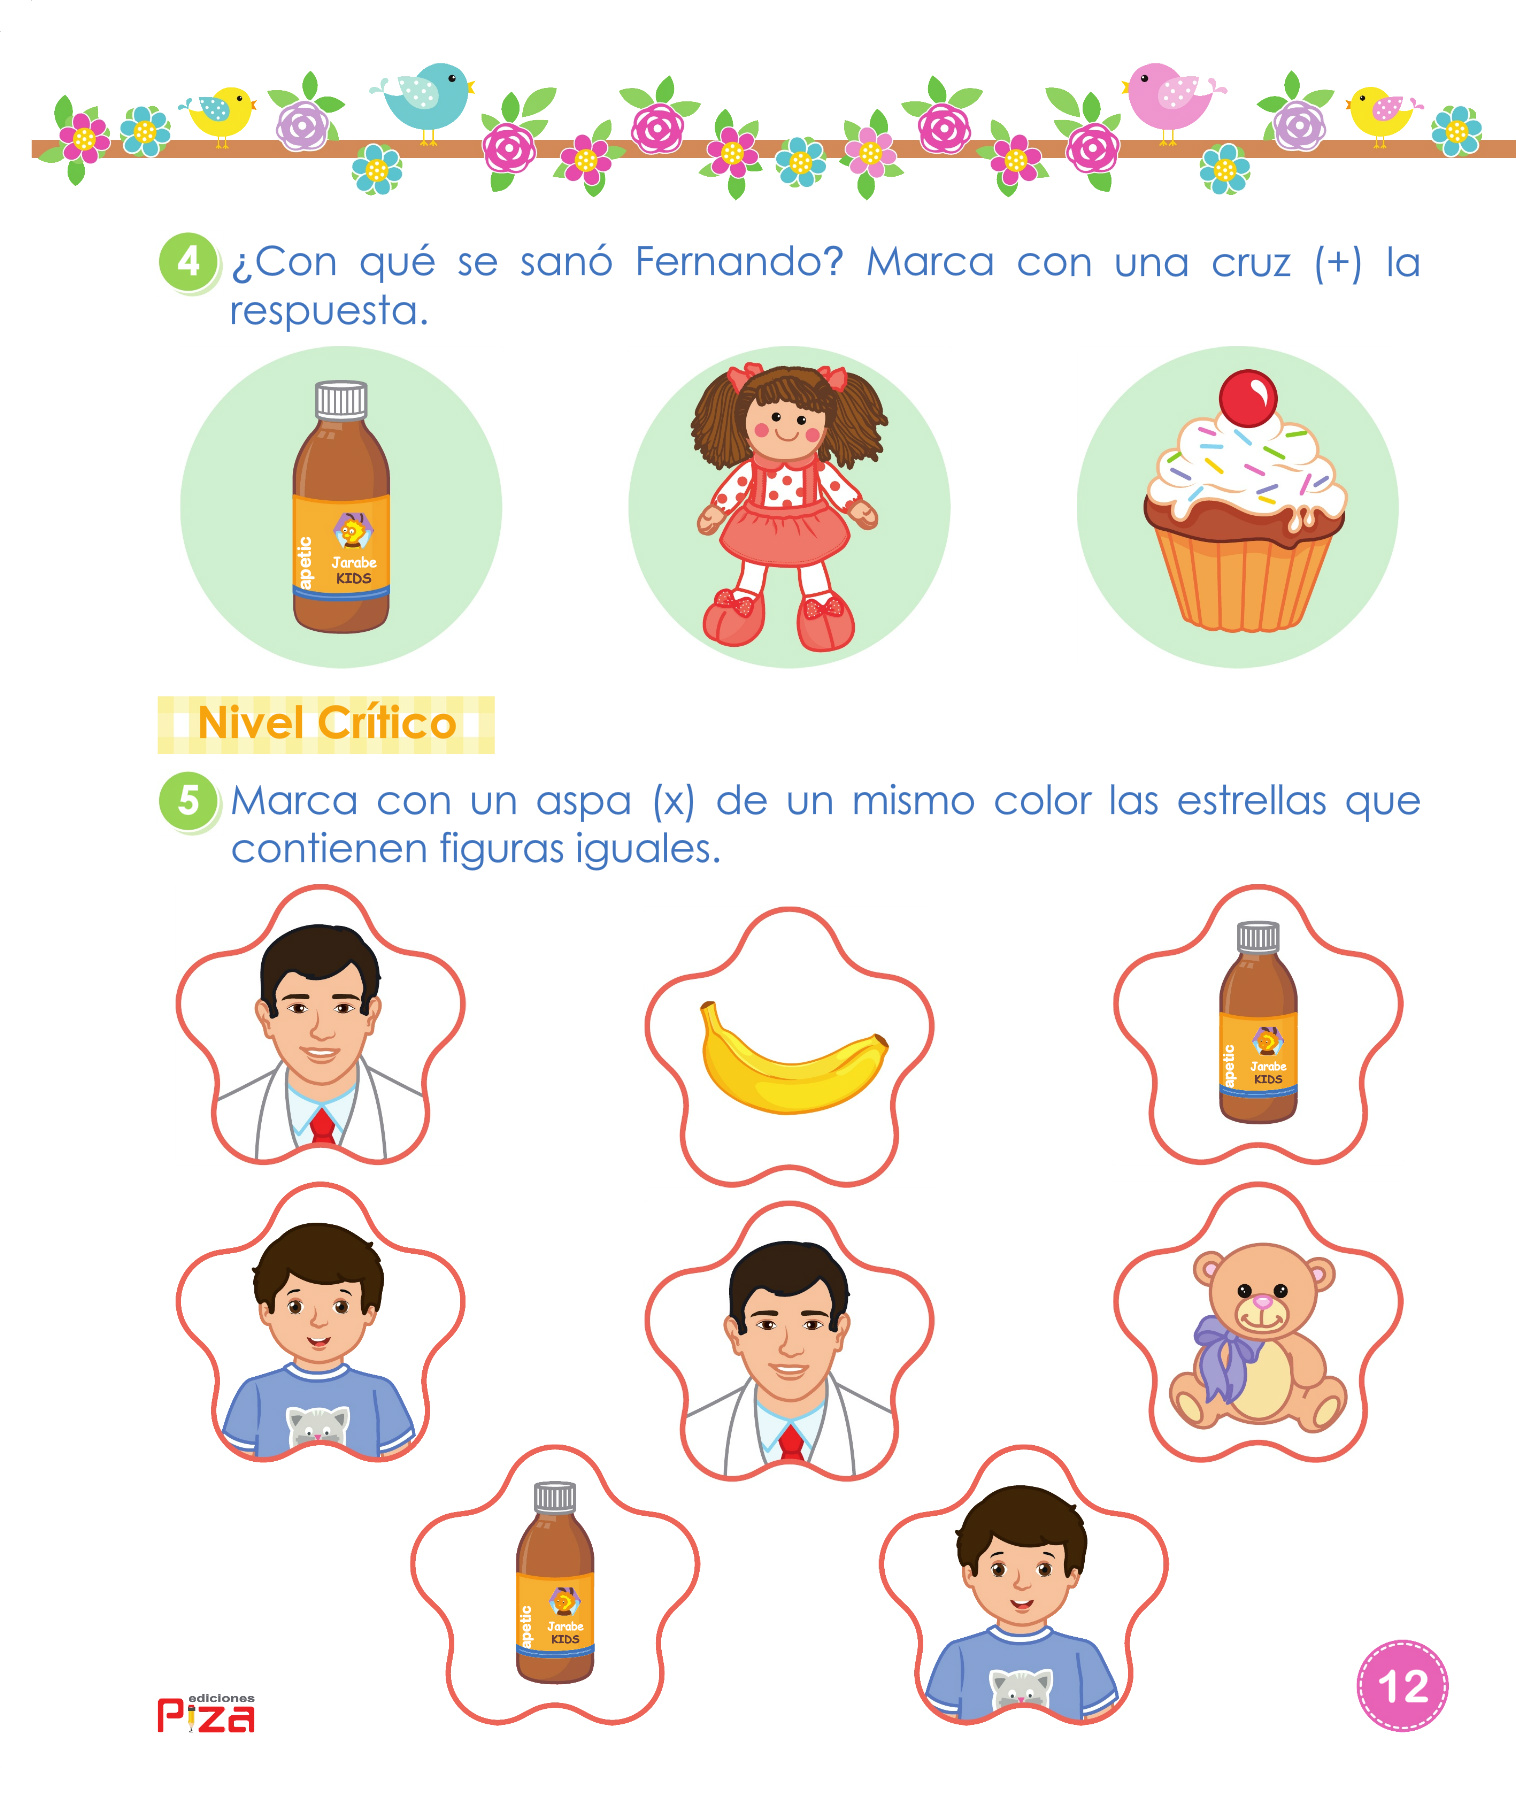 4 ¿Con qué se sanó Fernando? Marca con una cruz (+) la
respuesta.
apetic
Jarabe
KIDS
Nivel Crítico
5 Marca con un aspa (x) de un mismo color las estrellas que
contienen figuras iguales.
apetic
Jarabe
KIDS
apetic
Jarabe
KIDS
ediciones
Piza
12